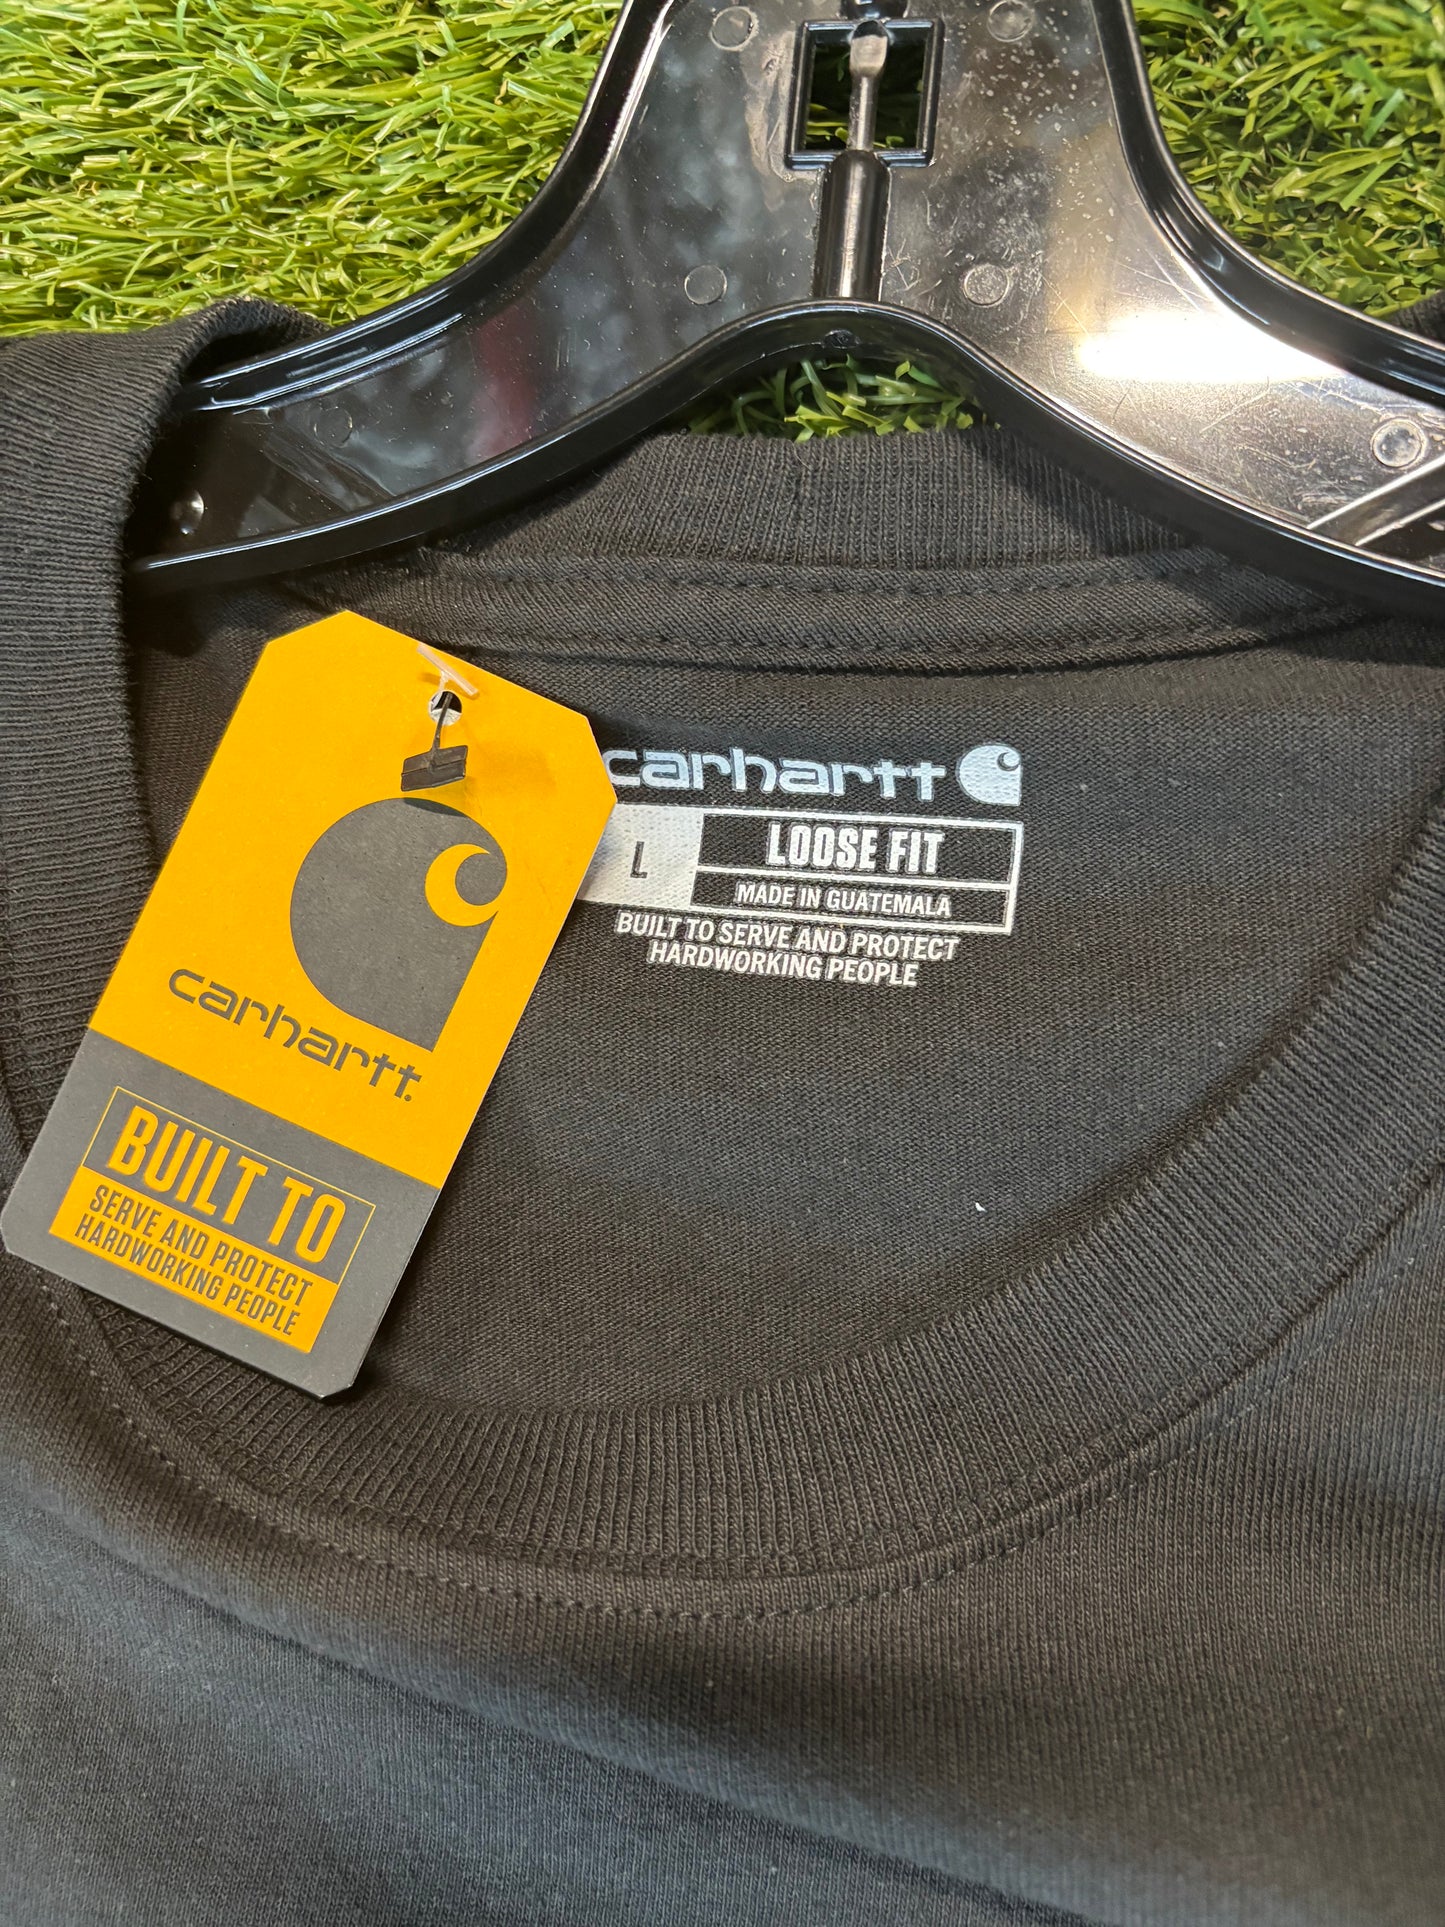 carhartt
L
LOOSE FIT
MADE IN GUATEMALA
BUILT TO SERVE AND PROTECT
HARDWORKING PEOPLE
carhartt
BUILT TO
SERVE AND PROTECT
HARDWORKING PEOPLE